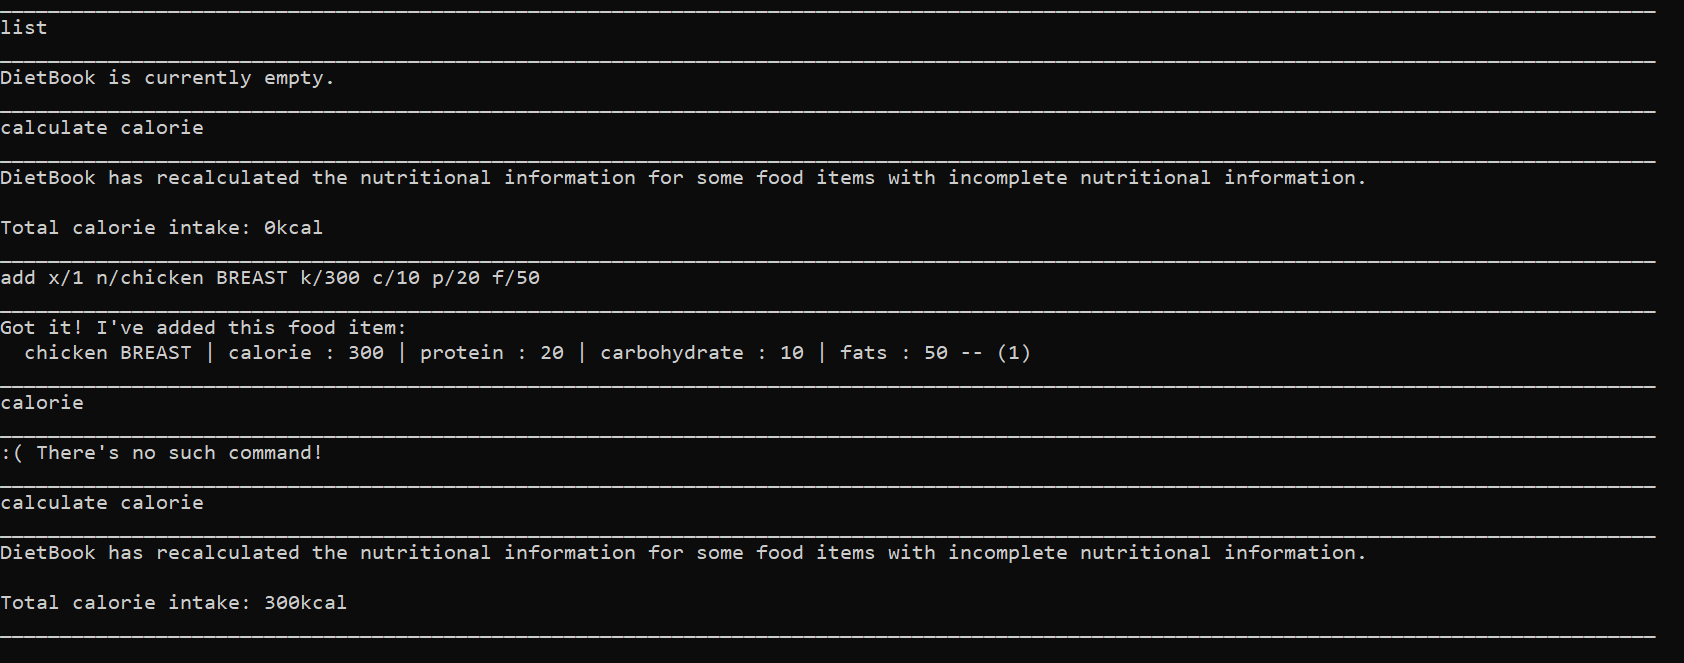 list
DietBook is currently empty.
calculate calorie
DietBook has recalculated the nutritional information for some food items with incomplete nutritional information.
Total calorie intake: 0kcal
add x/1 n/chicken BREAST k/300 c/10 p/20 f/50
Got it! I've added this food item:
chicken BREAST | calorie : 300 | protein : 20 | carbohydrate : 10 | fats : 50 -- (1)
calorie
:( There's no such command!
calculate calorie
DietBook has recalculated the nutritional information for some food items with incomplete nutritional information.
Total calorie intake: 300kcal